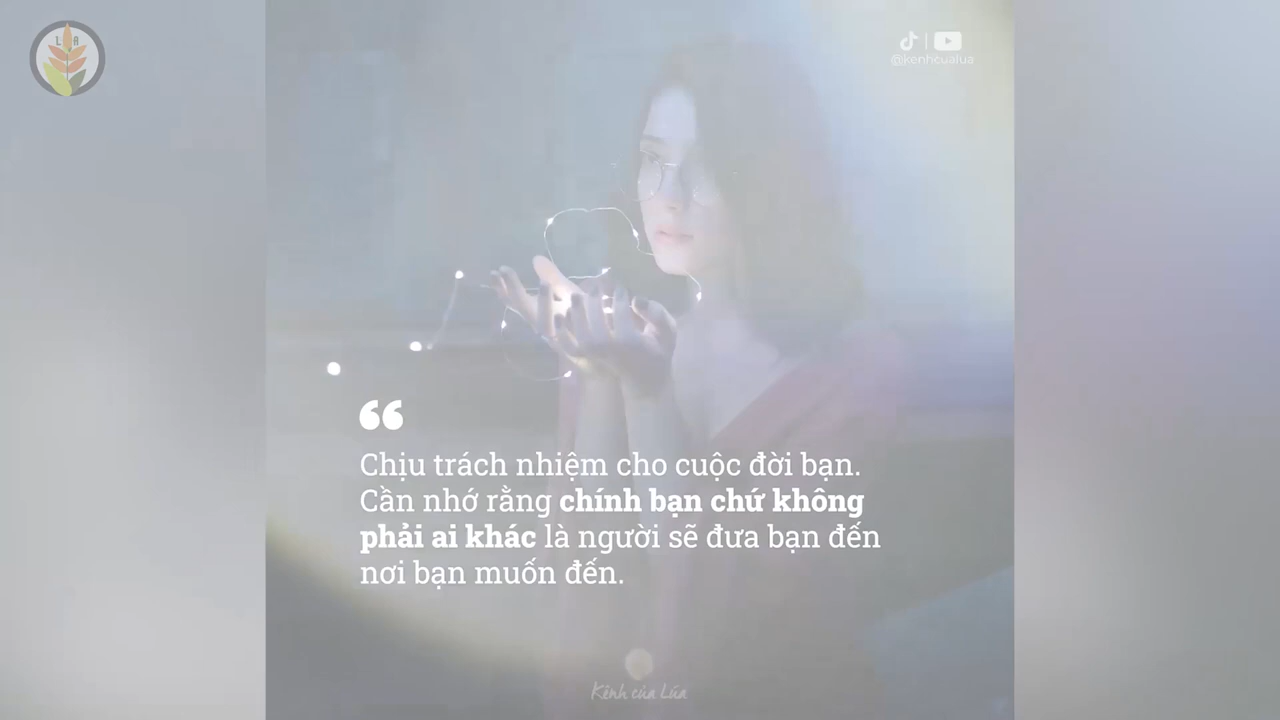 L A
@kenhcualua
“
Chịu trách nhiệm cho cuộc đời bạn.
Cần nhớ rằng chính bạn chứ không
phải ai khác là người sẽ đưa bạn đến
nơi bạn muốn đến.
Kênh của Lúa